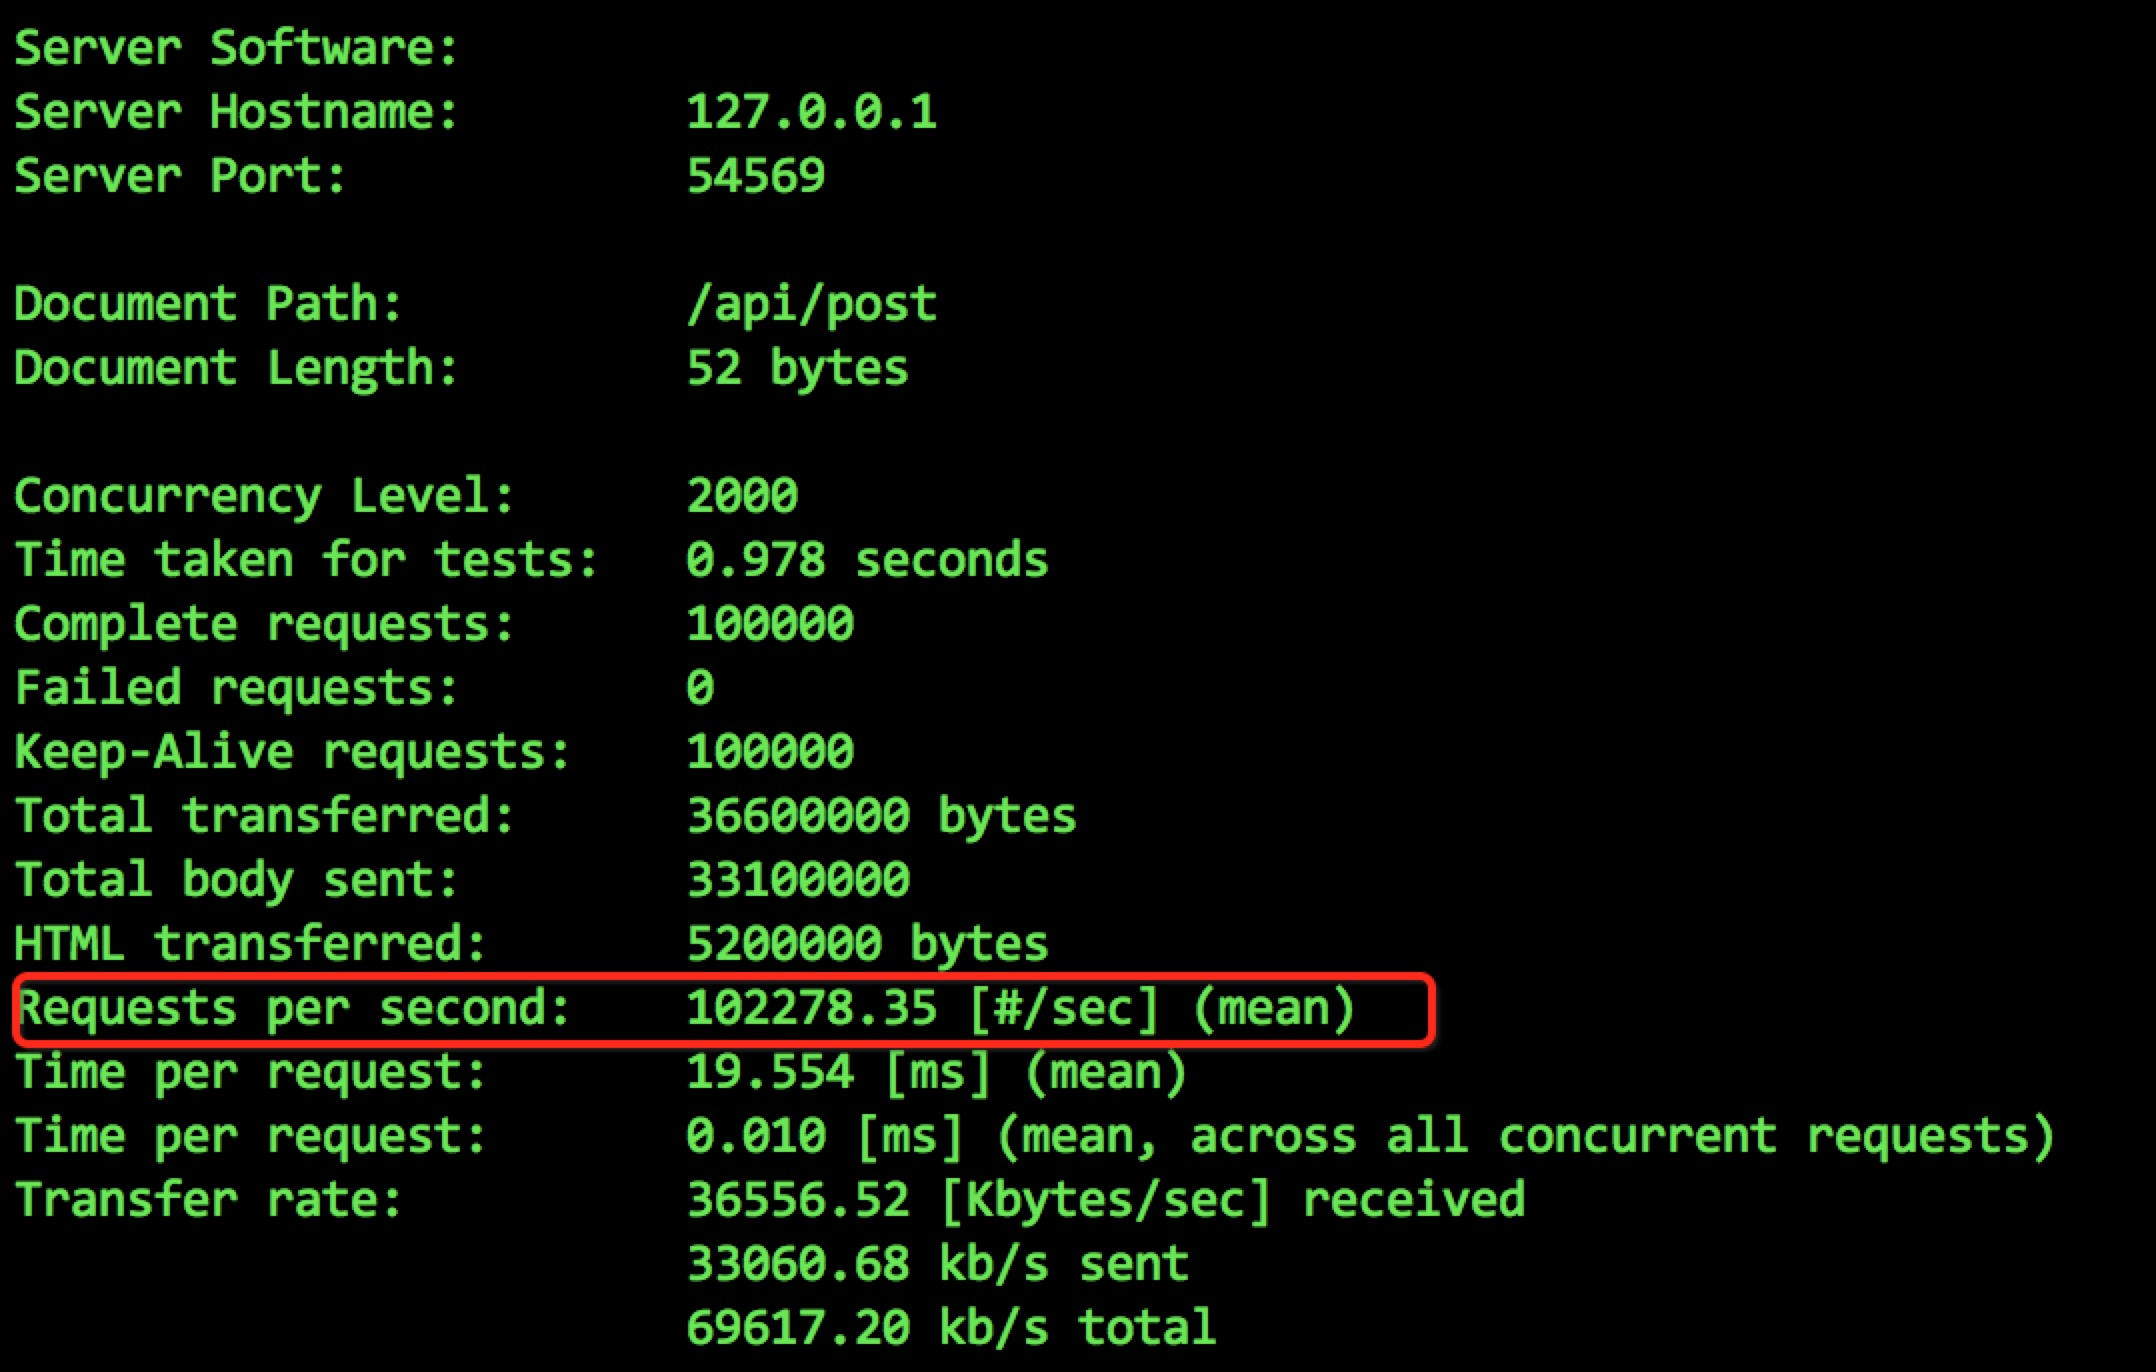 Server Software:
Server Hostname: 127.0.0.1
Server Port: 54569
Document Path: /api/post
Document Length: 52 bytes
Concurrency Level: 2000
Time taken for tests: 0.978 seconds
Complete requests: 100000
Failed requests: 0
Keep-Alive requests: 100000
Total transferred: 36600000 bytes
Total body sent: 33100000
HTML transferred: 5200000 bytes
Requests per second: 102278.35 [#/sec] (mean)
Time per request: 19.554 [ms] (mean)
Time per request: 0.010 [ms] (mean, across all concurrent requests)
Transfer rate: 36556.52 [Kbytes/sec] received
33060.68 kb/s sent
69617.20 kb/s total